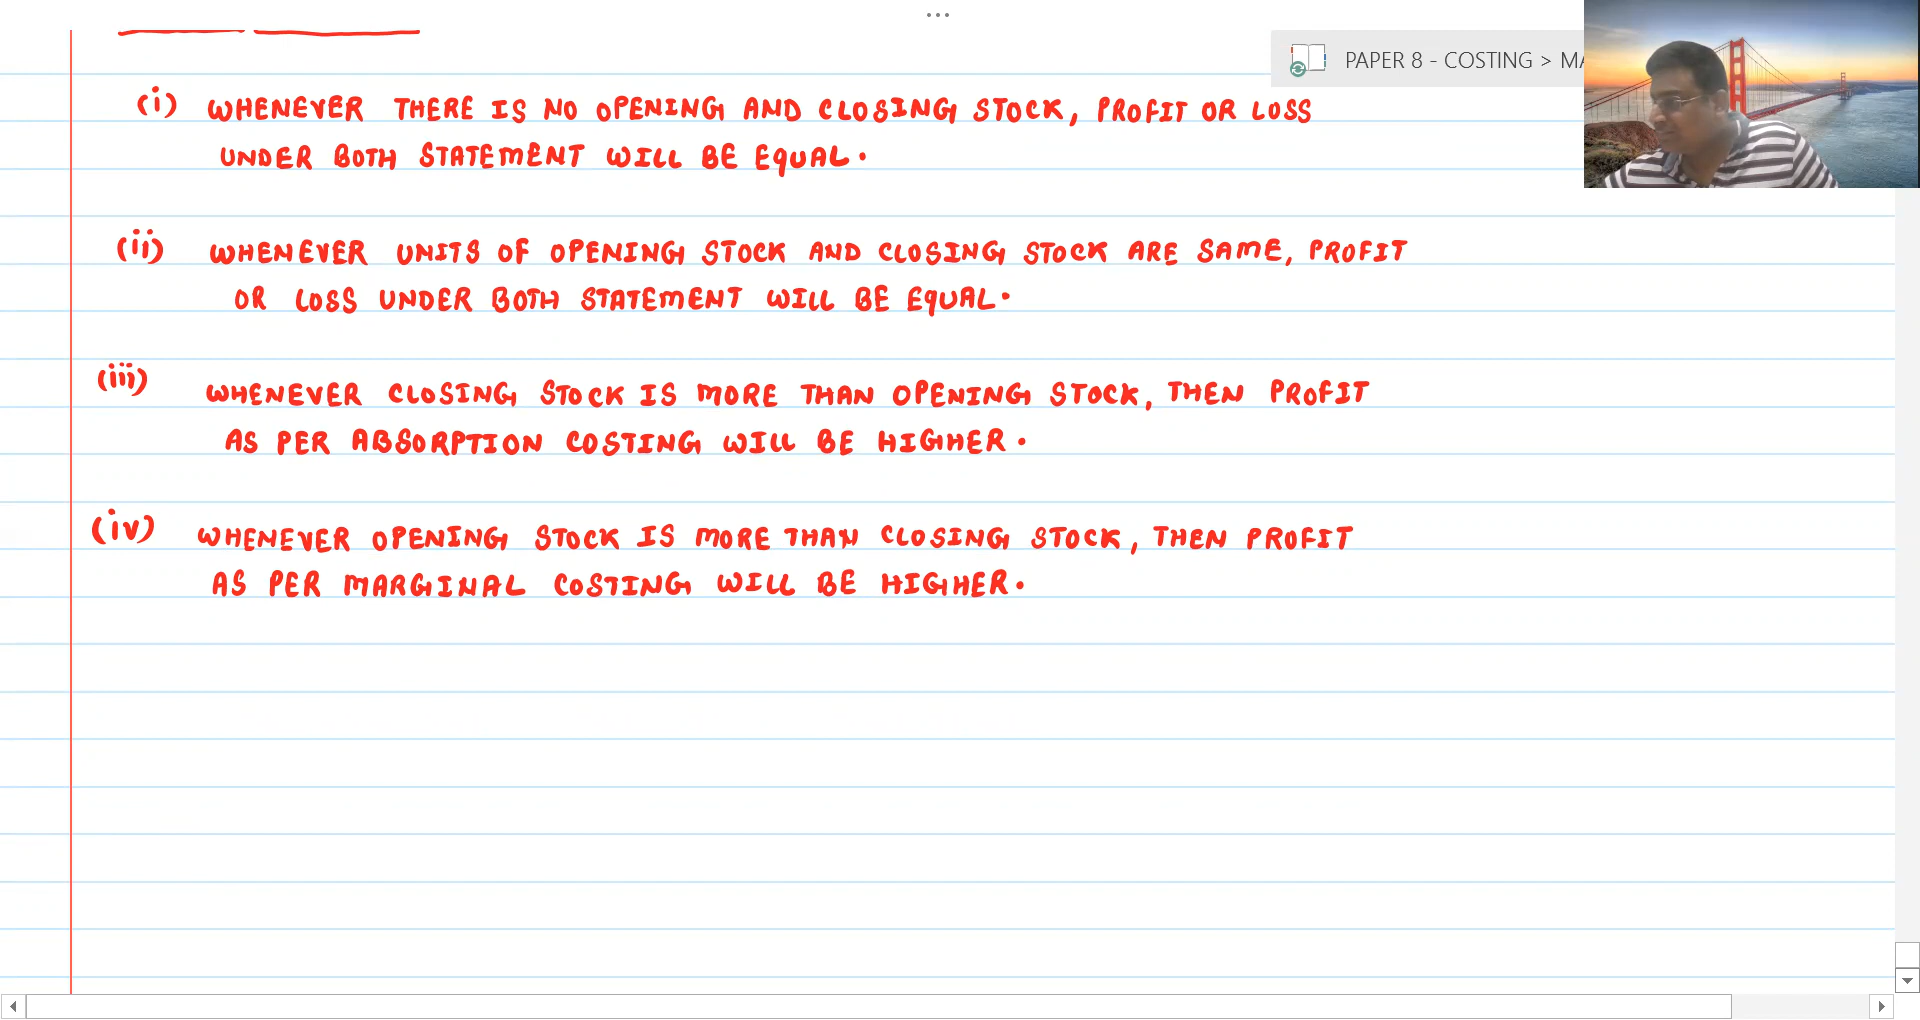 PAPER 8 - COSTING > MA
(i) WHENEVER THERE IS NO OPENING AND CLOSING STOCK, PROFIT OR LOSS
UNDER BOTH STATEMENT WILL BE EQUAL.
(ii) WHENEVER UNITS OF OPENING STOCK AND CLOSING STOCK ARE SAME, PROFIT
OR LOSS UNDER BOTH STATEMENT WILL BE EQUAL.
(iii) WHENEVER CLOSING STOCK IS MORE THAN OPENING STOCK, THEN PROFIT
AS PER ABSORPTION COSTING WILL BE HIGHER.
(iv) WHENEVER OPENING STOCK IS MORE THAN CLOSING STOCK, THEN PROFIT
AS PER MARGINAL COSTING WILL BE HIGHER.